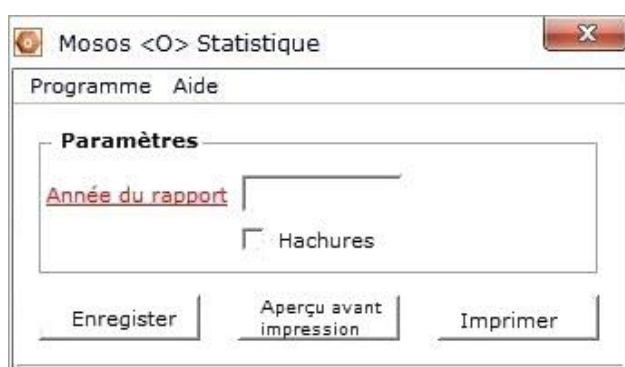 Mosos <O> Statistique
Programme Aide
Paramètres
Année du rapport
Hachures
Enregister
Aperçu avant
impression
Imprimer